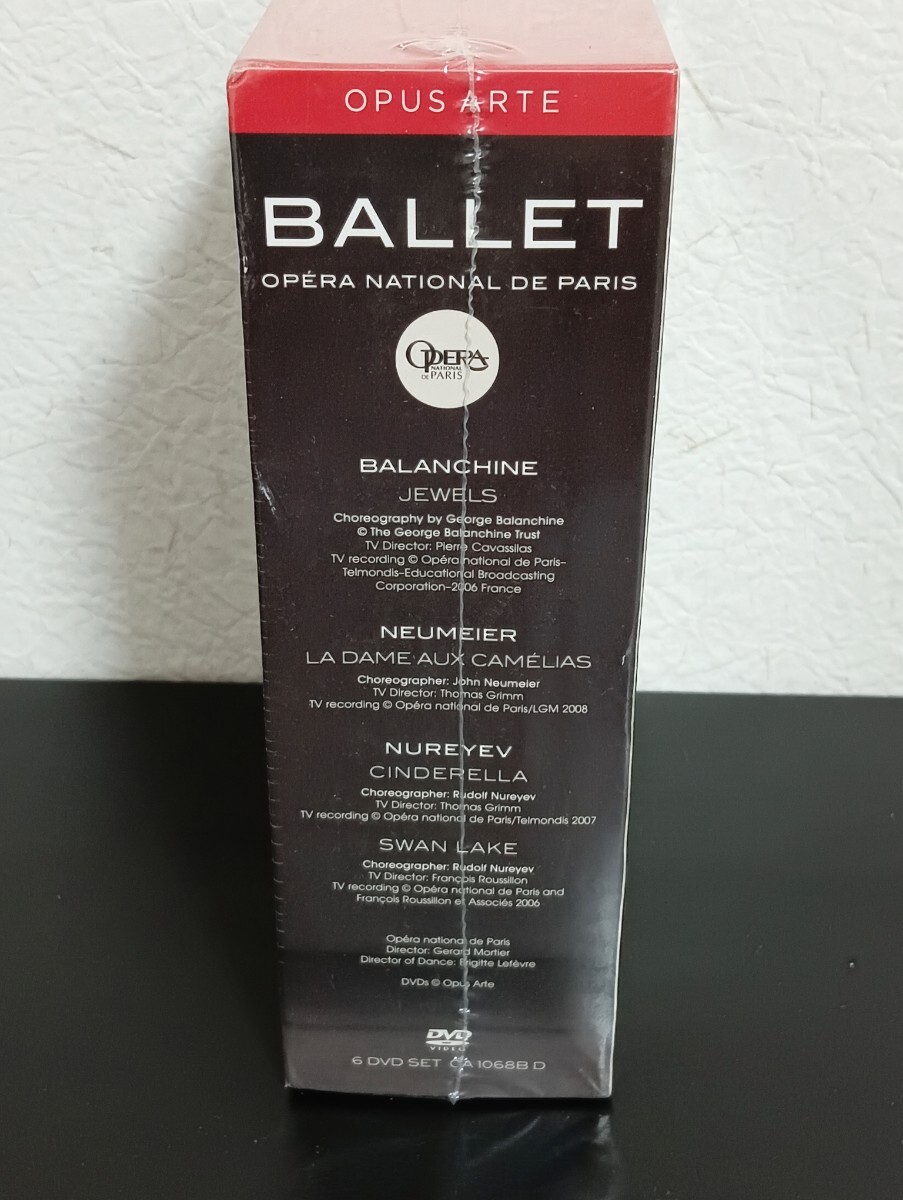 OPUS ARTE
BALLET
OPÉRA NATIONAL DE PARIS
OPERA
NATIONAL
DE PARIS
BALANCHINE
JEWELS
Choreography by George Balanchine
© The George Balanchine Trust
TV Director: Pierre Cavassilas
TV recording © Opéra national de Paris–
Telmondis–Educational Broadcasting
Corporation–2006 France
NEUMEIER
LA DAME AUX CAMÉLIAS
Choreographer: John Neumeier
TV Director: Thomas Grimm
TV recording © Opéra national de Paris/LGM 2008
NUREYEV
CINDERELLA
Choreographer: Rudolf Nureyev
TV Director: Thomas Grimm
TV recording © Opéra national de Paris/Telmondis 2007
SWAN LAKE
Choreographer: Rudolf Nureyev
TV Director: François Roussillon
TV recording © Opéra national de Paris and
François Roussillon et Associés 2006
Opéra national de Paris
Director: Gerard Mortier
Director of Dance: Brigitte Lefèvre
DVDs © Opus Arte
DVD
VIDEO
6 DVD SET OA 1068B D